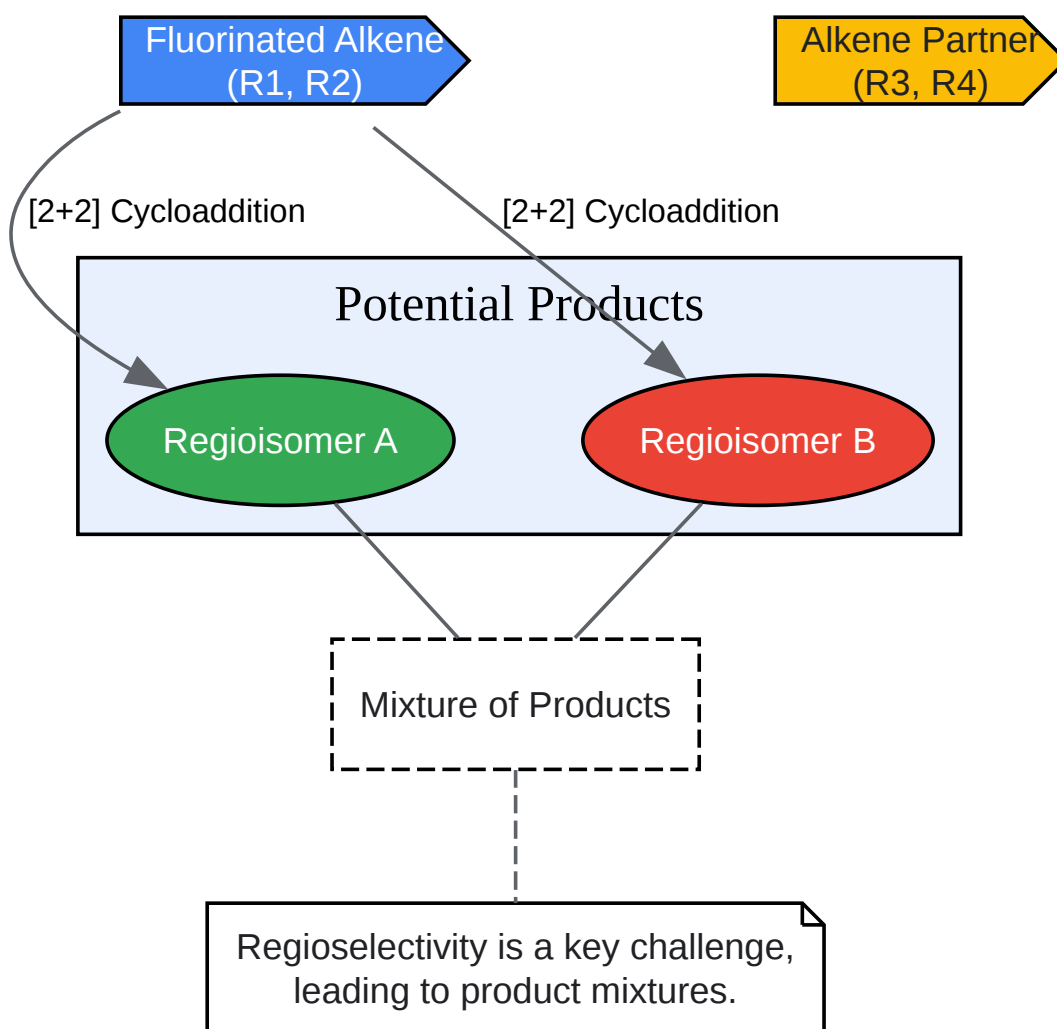 Fluorinated Alkene
(R1, R2)
Alkene Partner
(R3, R4)
[2+2] Cycloaddition
[2+2] Cycloaddition
Potential Products
Regioisomer A
Regioisomer B
Mixture of Products
Regioselectivity is a key challenge,
leading to product mixtures.